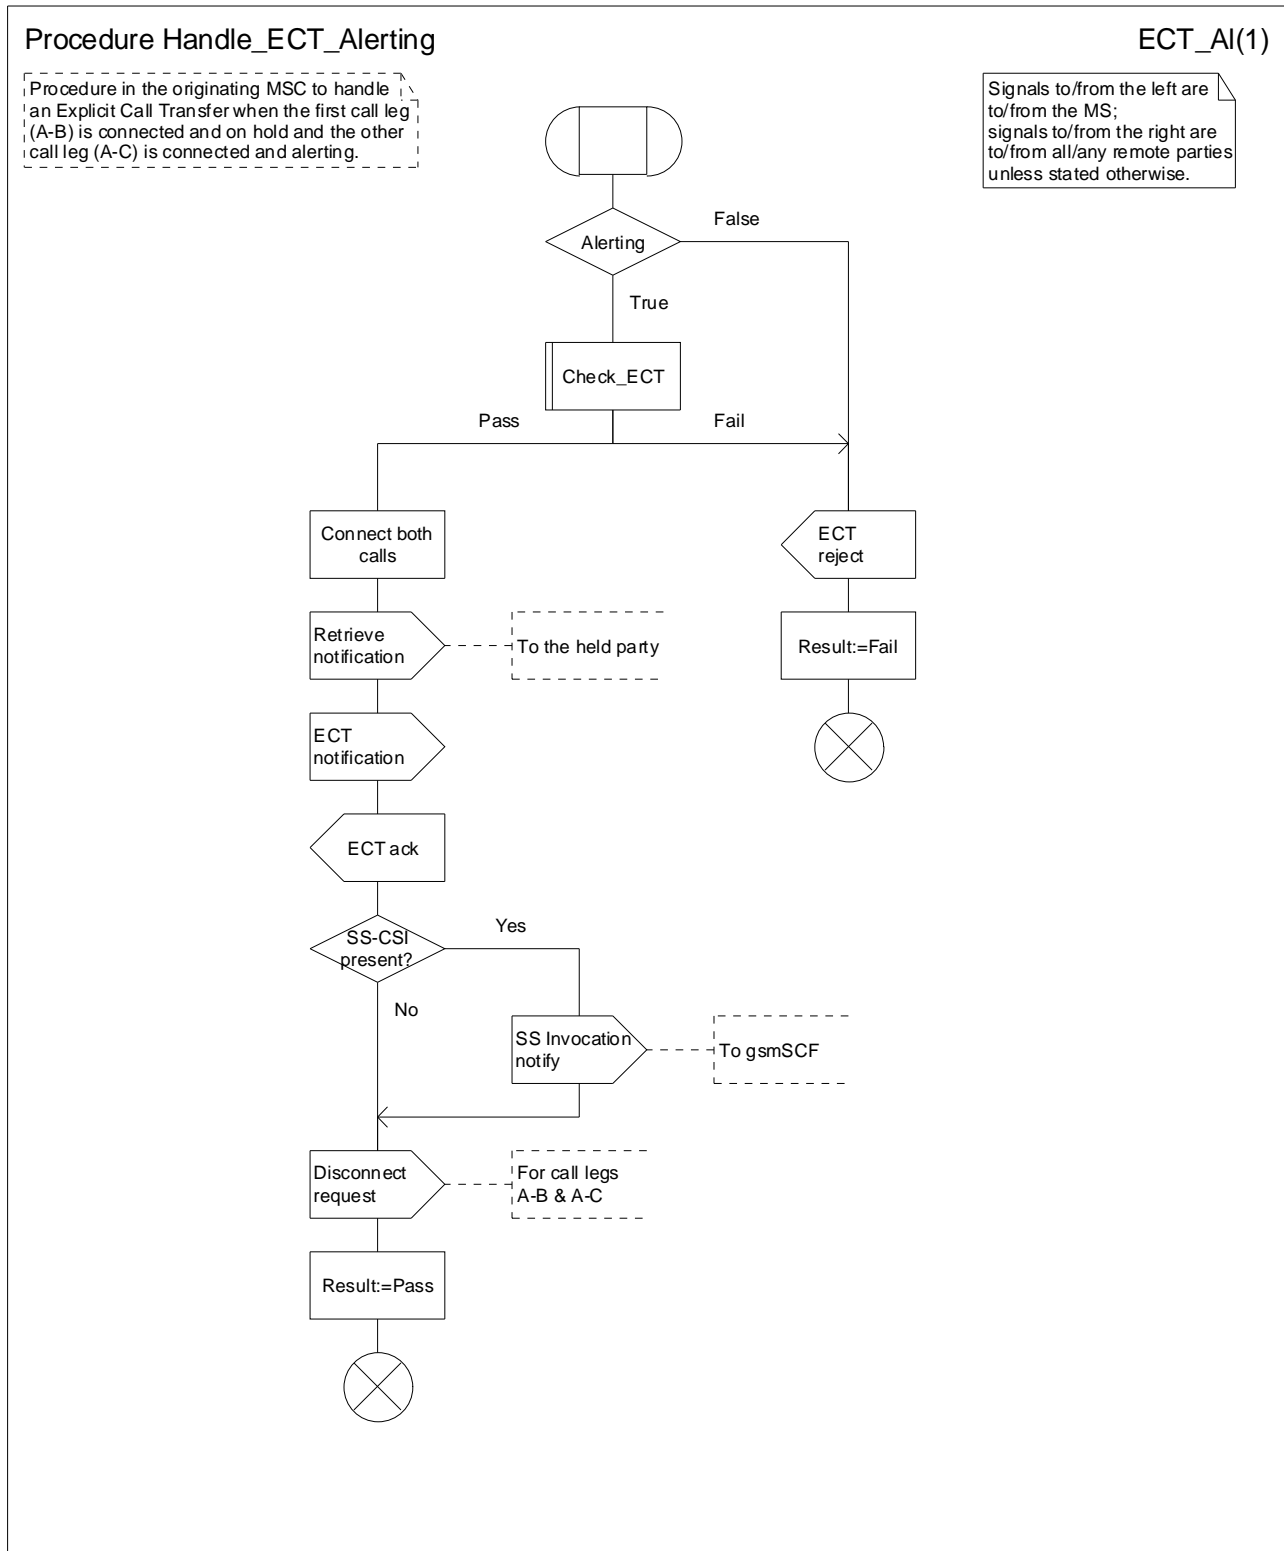 Procedure Handle_ECT_Alerting
ECT_Al(1)
Procedure in the originating MSC to handle
an Explicit Call Transfer when the first call leg
(A-B) is connected and on hold and the other
call leg (A-C) is connected and alerting.
Signals to/from the left are
to/from the MS;
signals to/from the right are
to/from all/any remote parties
unless stated otherwise.
False
Alerting
True
Check_ECT
Pass
Fail
Connect both
calls
ECT
reject
Retrieve
notification
To the held party
Result:=Fail
ECT
notification
ECT ack
Yes
SS-CSI
present?
No
SS Invocation
notify
To gsmSCF
Disconnect
request
For call legs
A-B & A-C
Result:=Pass